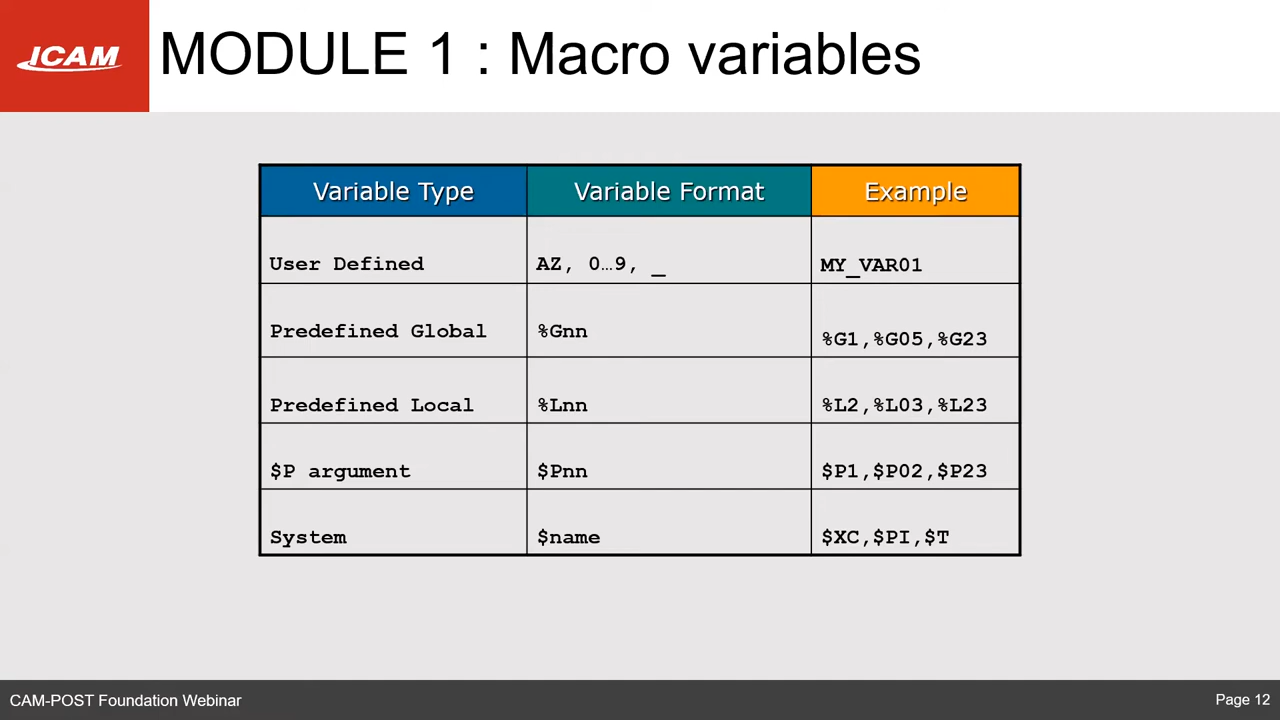 ICAM
MODULE 1 : Macro variables
Variable Type Variable Format Example
User Defined AZ, 0…9, _ MY_VAR01
Predefined Global %Gnn %G1,%G05,%G23
Predefined Local %Lnn %L2,%L03,%L23
$P argument $Pnn $P1,$P02,$P23
System $name $XC,$PI,$T
CAM-POST Foundation Webinar Page 12